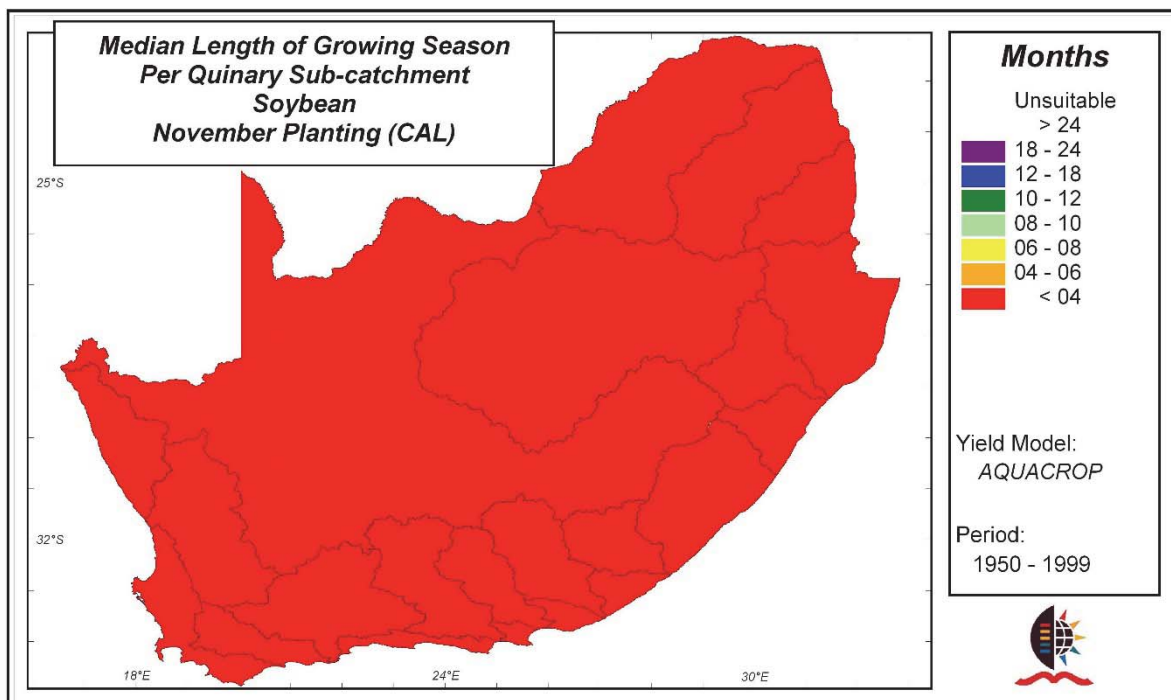 Median Length of Growing Season
Per Quinary Sub-catchment
Soybean
November Planting (CAL)
25°S
32°S
18°E
24°E
30°E
Months
Unsuitable
> 24
18 - 24
12 - 18
10 - 12
08 - 10
06 - 08
04 - 06
< 04
Yield Model:
AQUACROP
Period:
1950 - 1999